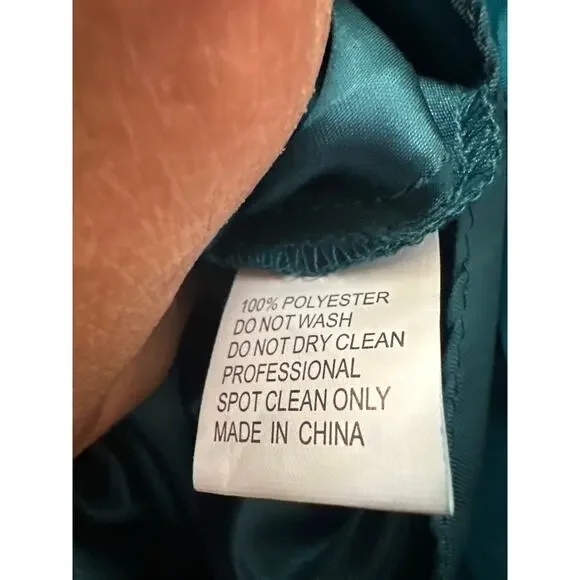 100% POLYESTER
DO NOT WASH
DO NOT DRY CLEAN
PROFESSIONAL
SPOT CLEAN ONLY
MADE IN CHINA